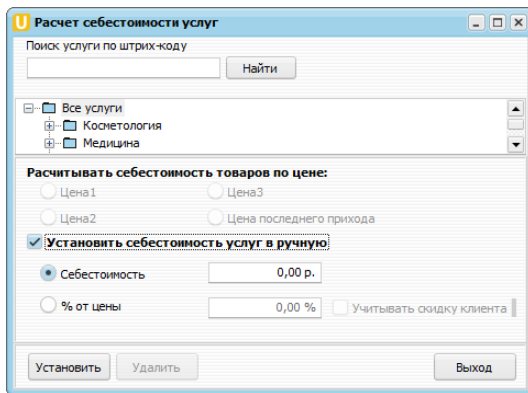 U Расчет себестоимости услуг
Поиск услуги по штрих-коду
Найти
Все услуги
Косметология
Медицина
Расчитывать себестоимость товаров по цене:
Цена1 Цена3
Цена2 Цена последнего прихода
Установить себестоимость услуг в ручную
Себестоимость 0,00 р.
% от цены 0,00 % Учитывать скидку клиента
Установить Удалить Выход